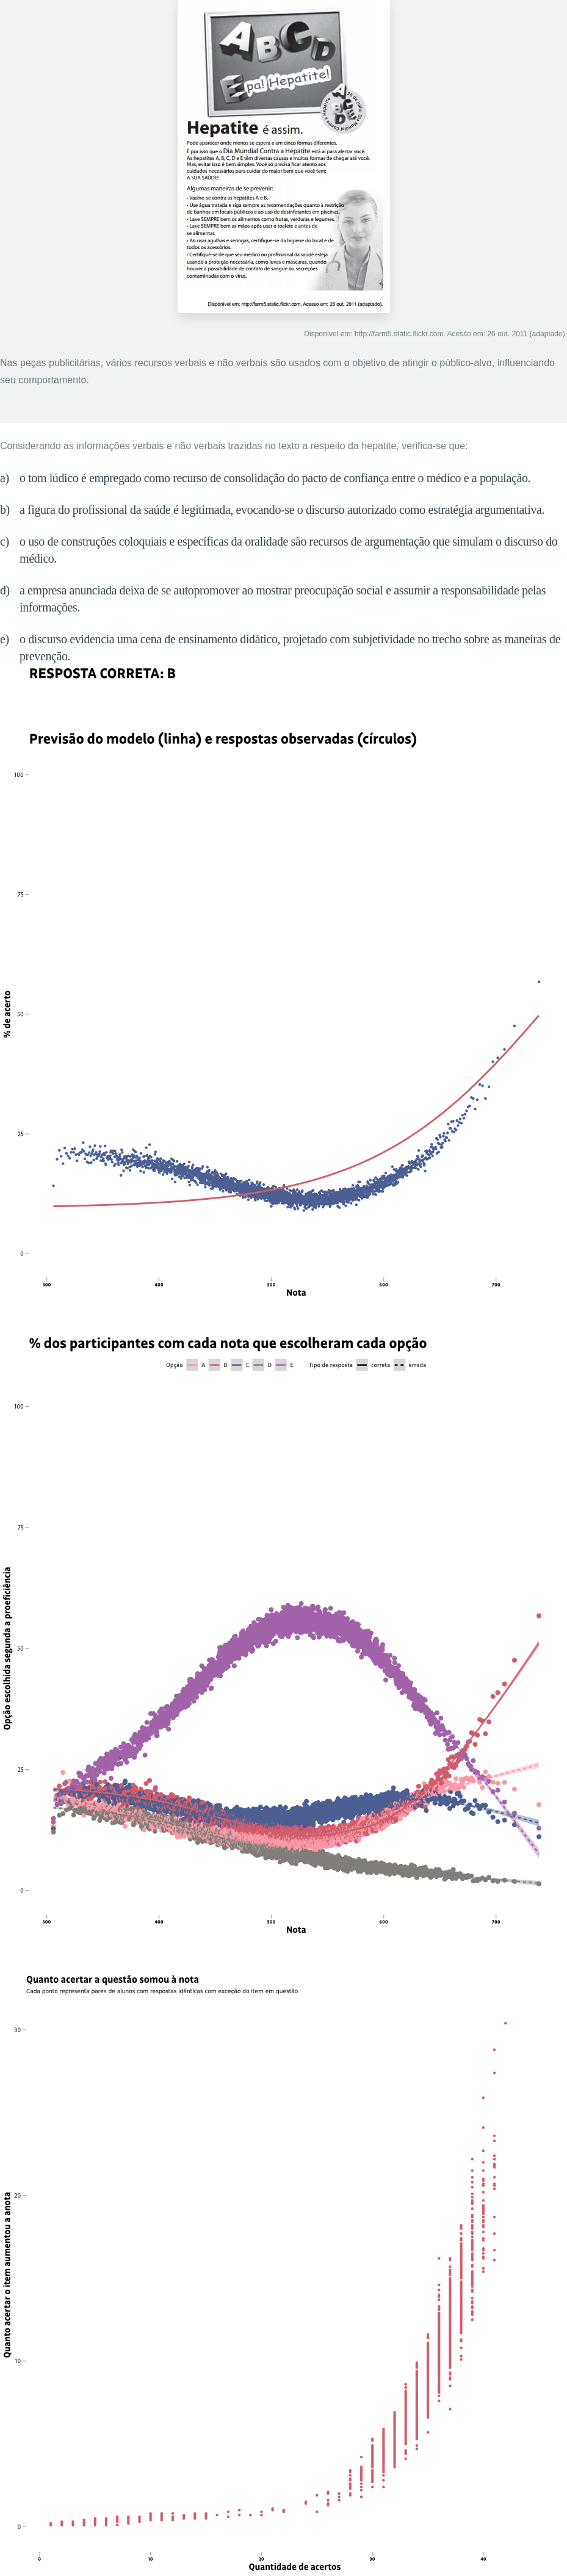 ABCD
Epa! Hepatite!
Hepatite é assim.
Pode aparecer onde menos se espera e em cinco formas diferentes.
E por isso que o Dia Mundial Contra a Hepatite está aí para alertar você.
As hepatites A, B, C, D e E têm diversas causas e muitas formas de chegar até você.
Mas, evitar isso é bem simples. Você só precisa ficar atento aos
cuidados necessários para cuidar do maior bem que você tem:
A SUA SAÚDE!
Algumas maneiras de se prevenir:
• Vacine-se contra as hepatites A e B.
• Use água tratada e siga sempre as recomendações quanto à restrição
de banhos em locais públicos e ao uso de desinfetantes em piscinas.
• Lave SEMPRE bem os alimentos como frutas, verduras e legumes.
• Lave SEMPRE bem as mãos após usar o toalete e antes de
se alimentar.
• Ao usar agulhas e seringas, certifique-se da higiene do local e de
todos os acessórios.
• Certifique-se de que seu médico ou profissional da saúde esteja
usando a proteção necessária, como luvas e máscaras, quando
houver a possibilidade de contato de sangue ou secreções
contaminadas com o vírus.
Disponível em: http://farm5.static.flickr.com. Acesso em: 26 out. 2011 (adaptado).
Disponível em: http://farm5.static.flickr.com. Acesso em: 26 out. 2011 (adaptado).
Nas peças publicitárias, vários recursos verbais e não verbais são usados com o objetivo de atingir o público-alvo, influenciando
seu comportamento.
Considerando as informações verbais e não verbais trazidas no texto a respeito da hepatite, verifica-se que:
a) o tom lúdico é empregado como recurso de consolidação do pacto de confiança entre o médico e a população.
b) a figura do profissional da saúde é legitimada, evocando-se o discurso autorizado como estratégia argumentativa.
c) o uso de construções coloquiais e específicas da oralidade são recursos de argumentação que simulam o discurso do
médico.
d) a empresa anunciada deixa de se autopromover ao mostrar preocupação social e assumir a responsabilidade pelas
informações.
e) o discurso evidencia uma cena de ensinamento didático, projetado com subjetividade no trecho sobre as maneiras de
prevenção.
RESPOSTA CORRETA: B
Previsão do modelo (linha) e respostas observadas (círculos)
100
75
50
25
0
% de acerto
300 400 500 600 700
Nota
% dos participantes com cada nota que escolheram cada opção
Opção A B C D E Tipo de resposta correta errada
100
75
50
25
0
Opção escolhida segunda a proeficiência
300 400 500 600 700
Nota
Quanto acertar a questão somou à nota
Cada ponto representa pares de alunos com respostas idênticas com exceção do item em questão
30
20
10
0
Quanto acertar o item aumentou a anota
0 10 20 30 40
Quantidade de acertos